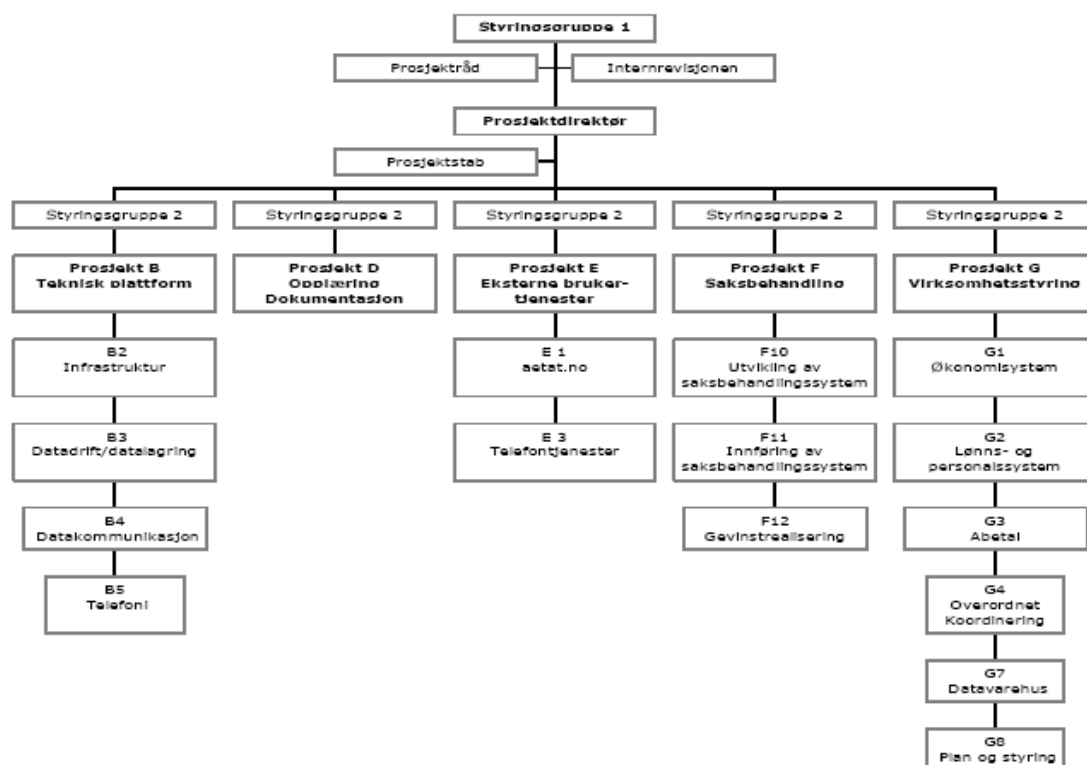 Styringsgruppe 1
Prosjektråd
Internrevisjonen
Prosjektdirektør
Prosjektstab
Styringsgruppe 2
Styringsgruppe 2
Styringsgruppe 2
Styringsgruppe 2
Styringsgruppe 2
Prosjekt B
Teknisk plattform
Prosjekt D
Opplæring
Dokumentasjon
Prosjekt E
Eksterne bruker-
tjenester
Prosjekt F
Saksbehandling
Prosjekt G
Virksomhetsstyring
B2
Infrastruktur
E 1
aetat.no
F10
Utvikling av
saksbehandlingssystem
G1
Økonomisystem
B3
Datadrift/datalagring
E 3
Telefontjenester
F11
Innføring av
saksbehandlingssystem
G2
Lønns- og
personalssystem
B4
Datakommunikasjon
F12
Gevinstrealisering
G3
Abetal
B5
Telefoni
G4
Overordnet
Koordinering
G7
Datavarehus
G8
Plan og styring